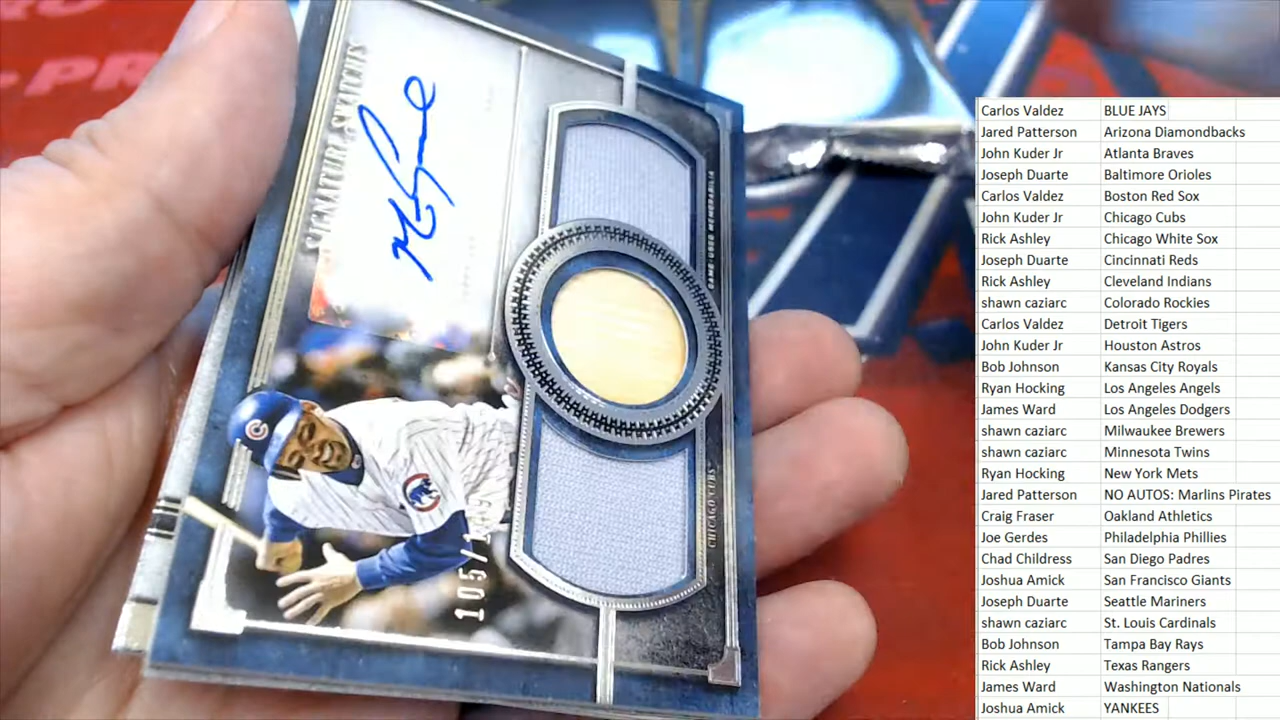 PRO
PR
SIGNATURE SWATCHES
GAME-USED MEMORABILIA
CHICAGO CUBS
C
Carlos Valdez BLUE JAYS
Jared Patterson Arizona Diamondbacks
John Kuder Jr Atlanta Braves
Joseph Duarte Baltimore Orioles
Carlos Valdez Boston Red Sox
John Kuder Jr Chicago Cubs
Rick Ashley Chicago White Sox
Joseph Duarte Cincinnati Reds
Rick Ashley Cleveland Indians
shawn caziarc Colorado Rockies
Carlos Valdez Detroit Tigers
John Kuder Jr Houston Astros
Bob Johnson Kansas City Royals
Ryan Hocking Los Angeles Angels
James Ward Los Angeles Dodgers
shawn caziarc Milwaukee Brewers
shawn caziarc Minnesota Twins
Ryan Hocking New York Mets
Jared Patterson NO AUTOS: Marlins Pirates
Craig Fraser Oakland Athletics
Joe Gerdes Philadelphia Phillies
Chad Childress San Diego Padres
Joshua Amick San Francisco Giants
Joseph Duarte Seattle Mariners
shawn caziarc St. Louis Cardinals
Bob Johnson Tampa Bay Rays
Rick Ashley Texas Rangers
James Ward Washington Nationals
Joshua Amick YANKEES